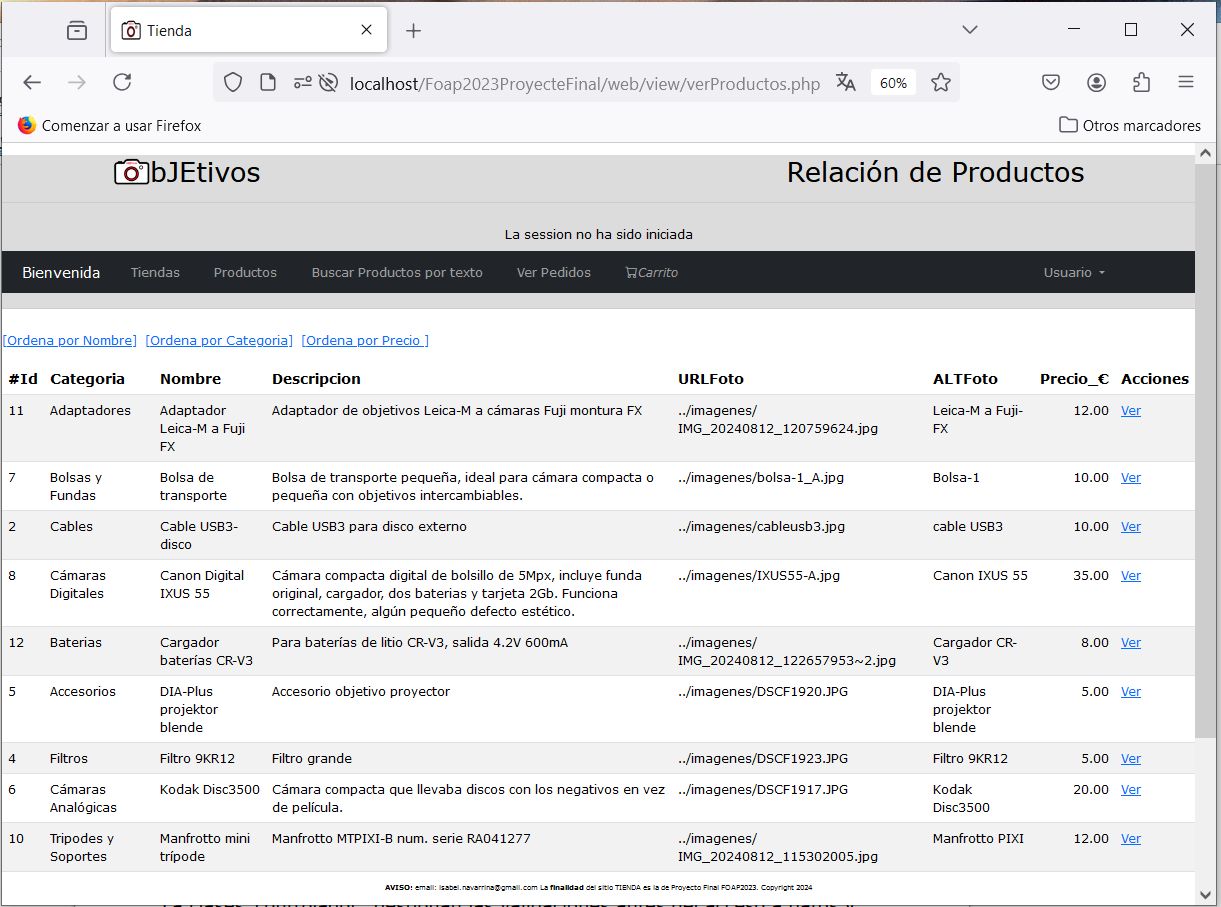 Tienda
localhost/Foap2023ProyecteFinal/web/view/verProductos.php
60%
Comenzar a usar Firefox
Otros marcadores
bJEtivos
Relación de Productos
La session no ha sido iniciada
Bienvenida Tiendas Productos Buscar Productos por texto Ver Pedidos Carrito Usuario
[Ordena por Nombre] [Ordena por Categoria] [Ordena por Precio ]
#Id Categoria Nombre Descripcion URLFoto ALTFoto Precio_€ Acciones
11 Adaptadores Adaptador Adaptador de objetivos Leica-M a cámaras Fuji montura FX ../imagenes/ Leica-M a Fuji- 12.00 Ver
Leica-M a Fuji IMG_20240812_120759624.jpg FX
FX
7 Bolsas y Bolsa de Bolsa de transporte pequeña, ideal para cámara compacta o ../imagenes/bolsa-1_A.jpg Bolsa-1 10.00 Ver
Fundas transporte pequeña con objetivos intercambiables.
2 Cables Cable USB3- Cable USB3 para disco externo ../imagenes/cableusb3.jpg cable USB3 10.00 Ver
disco
8 Cámaras Canon Digital Cámara compacta digital de bolsillo de 5Mpx, incluye funda ../imagenes/IXUS55-A.jpg Canon IXUS 55 35.00 Ver
Digitales IXUS 55 original, cargador, dos baterias y tarjeta 2Gb. Funciona
correctamente, algún pequeño defecto estético.
12 Baterias Cargador Para baterías de litio CR-V3, salida 4.2V 600mA ../imagenes/ Cargador CR- 8.00 Ver
baterías CR-V3 IMG_20240812_122657953~2.jpg V3
5 Accesorios DIA-Plus Accesorio objetivo proyector ../imagenes/DSCF1920.JPG DIA-Plus 5.00 Ver
projektor projektor
blende blende
4 Filtros Filtro 9KR12 Filtro grande ../imagenes/DSCF1923.JPG Filtro 9KR12 5.00 Ver
6 Cámaras Kodak Disc3500 Cámara compacta que llevaba discos con los negativos en vez ../imagenes/DSCF1917.JPG Kodak 20.00 Ver
Analógicas de película. Disc3500
10 Tripodes y Manfrotto mini Manfrotto MTPIXI-B num. serie RA041277 ../imagenes/ Manfrotto PIXI 12.00 Ver
Soportes trípode IMG_20240812_115302005.jpg
AVISO: email: isabel.navarrina@gmail.com La finalidad del sitio TIENDA es la de Proyecto Final FOAP2023. Copyright 2024